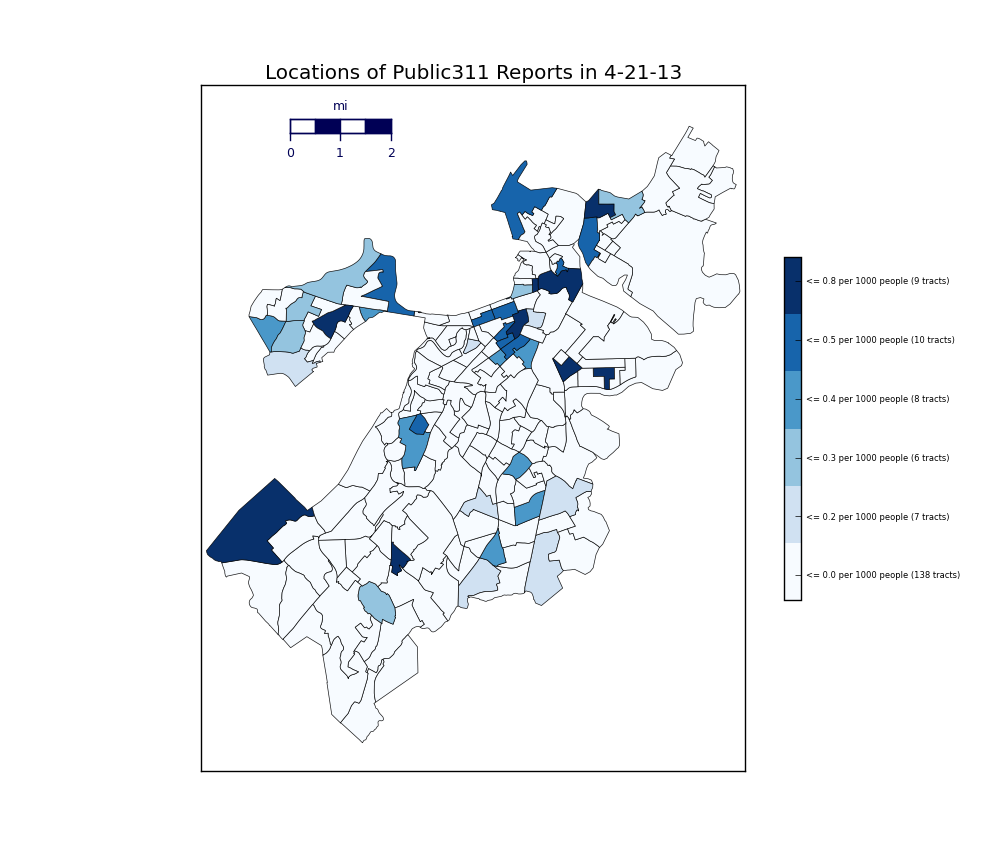 Locations of Public311 Reports in 4-21-13
mi
0 1 2
<= 0.8 per 1000 people (9 tracts)
<= 0.5 per 1000 people (10 tracts)
<= 0.4 per 1000 people (8 tracts)
<= 0.3 per 1000 people (6 tracts)
<= 0.2 per 1000 people (7 tracts)
<= 0.0 per 1000 people (138 tracts)